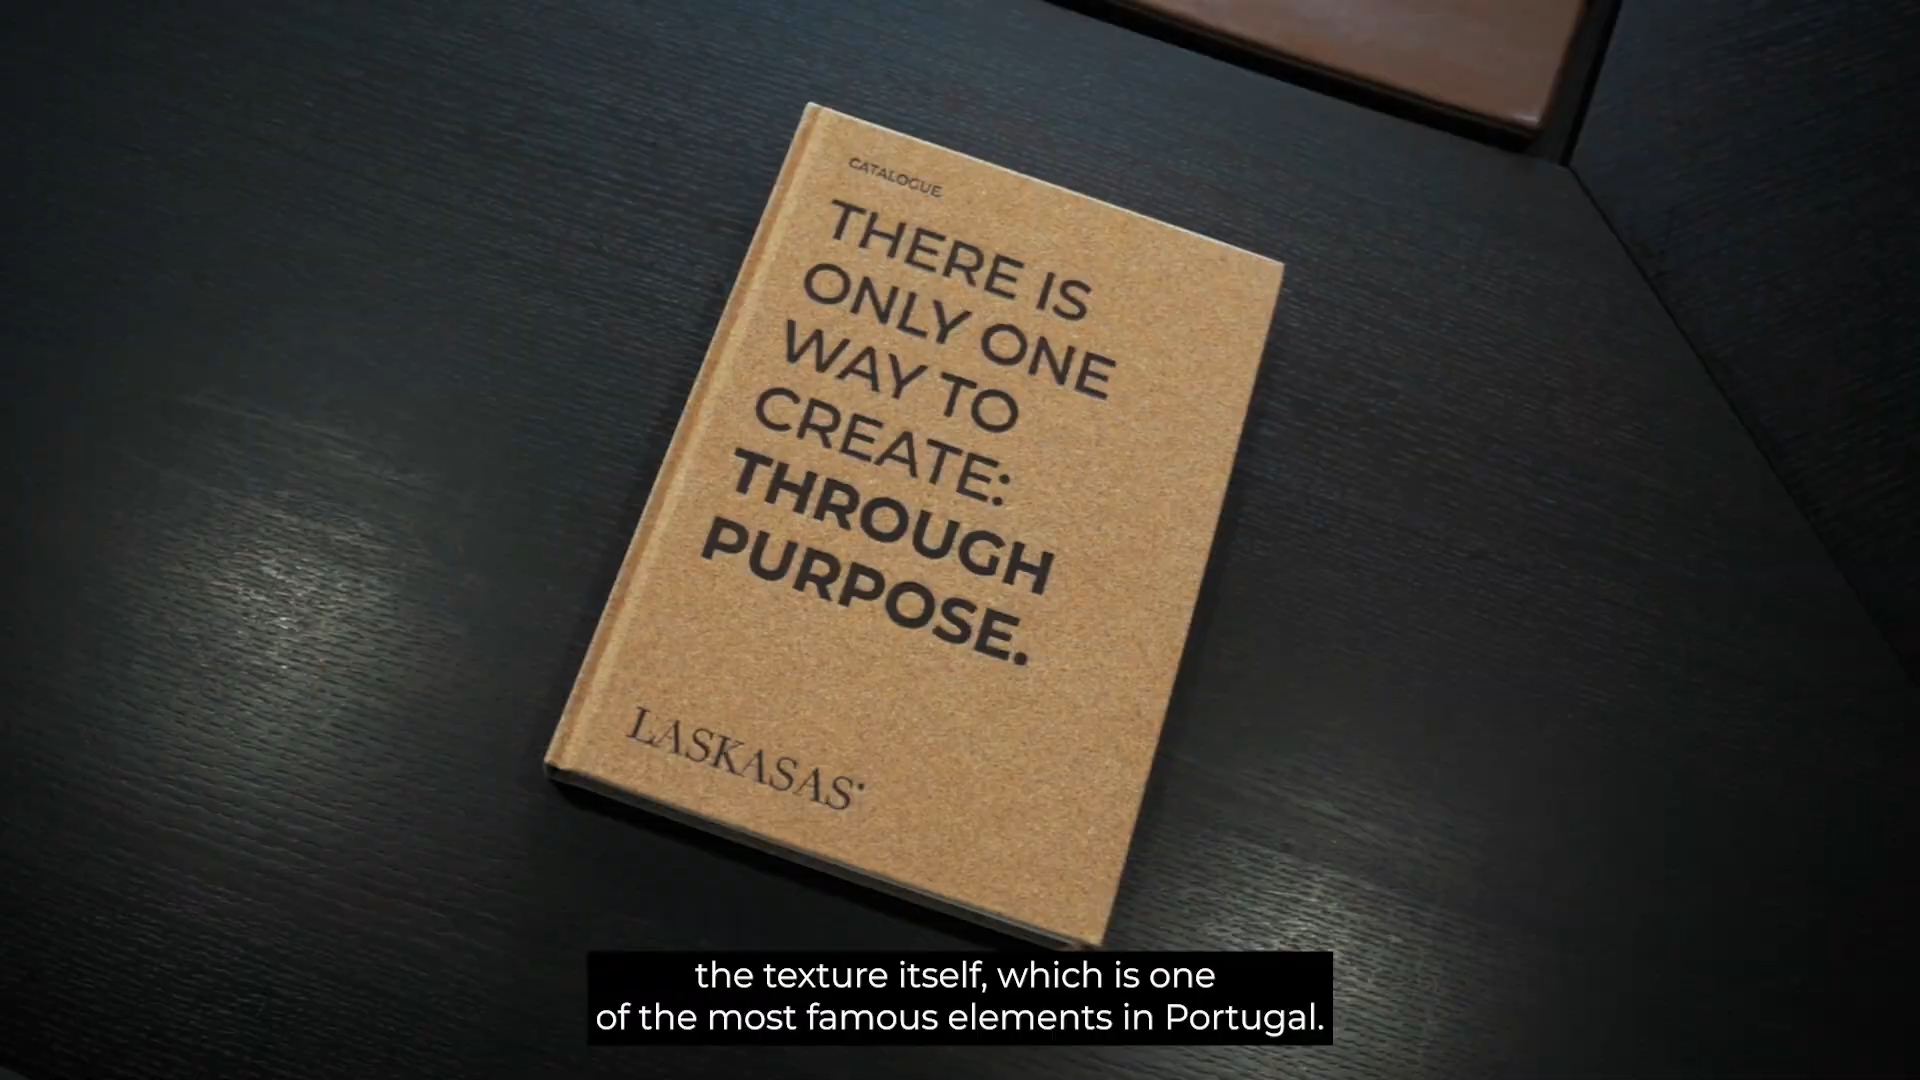 CATALOGUE
THERE IS
ONLY ONE
WAY TO
CREATE:
THROUGH
PURPOSE.
LASKASAS
the texture itself, which is one
of the most famous elements in Portugal.